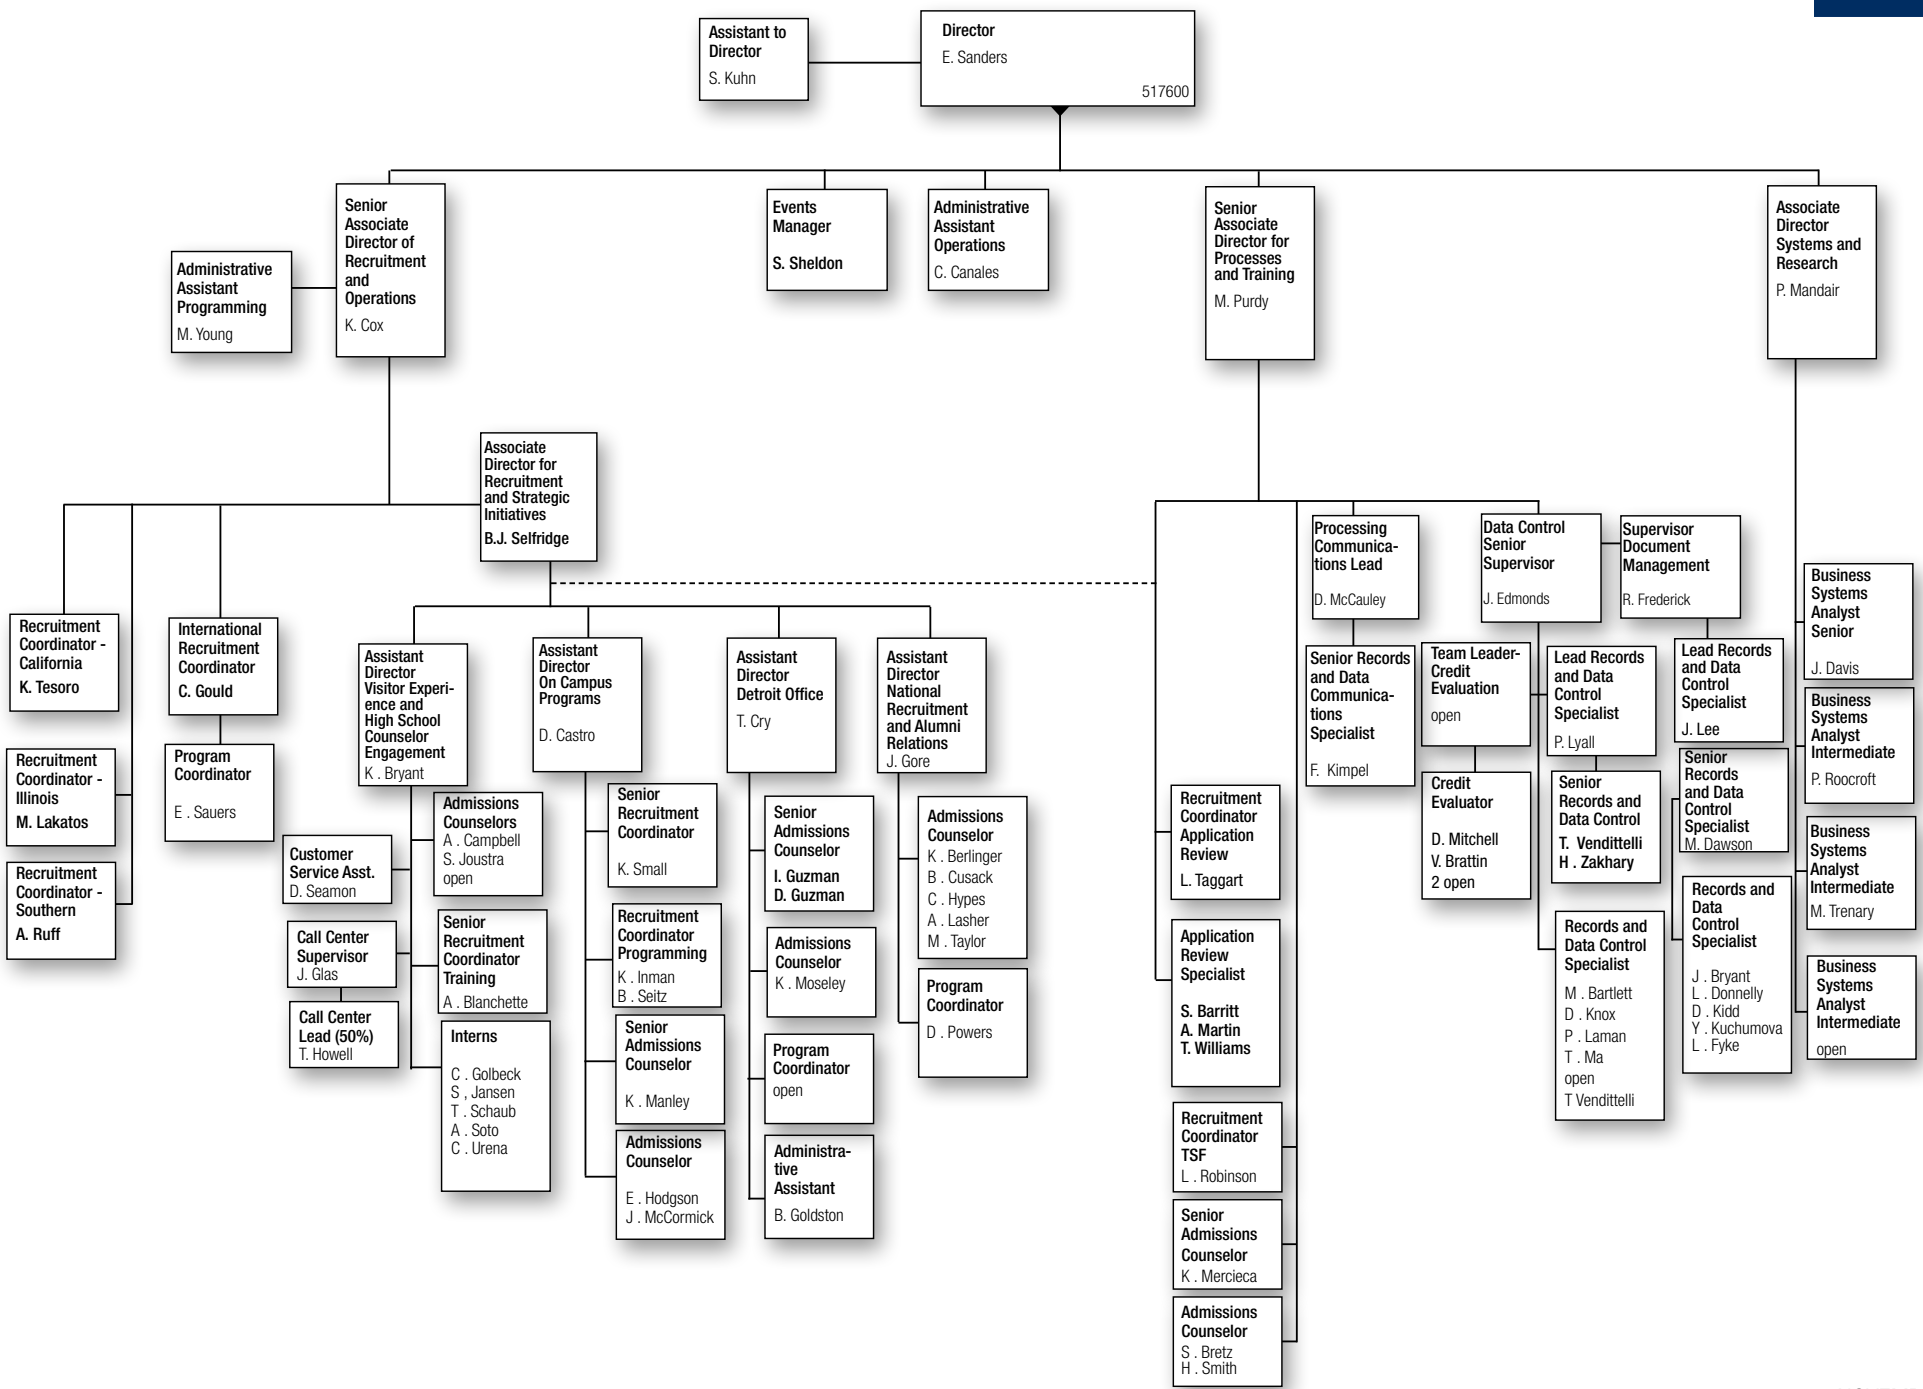 Assistant to
Director
S. Kuhn
Director
E. Sanders
517600
Senior
Associate
Director of
Recruitment
and
Operations
K. Cox
Administrative
Assistant
Programming
M. Young
Events
Manager
S. Sheldon
Administrative
Assistant
Operations
C. Canales
Senior
Associate
Director for
Processes
and Training
M. Purdy
Associate
Director
Systems and
Research
P. Mandair
Associate
Director for
Recruitment
and Strategic
Initiatives
B.J. Selfridge
Recruitment
Coordinator -
California
K. Tesoro
Recruitment
Coordinator -
Illinois
M. Lakatos
Recruitment
Coordinator -
Southern
A. Ruff
International
Recruitment
Coordinator
C. Gould
Program
Coordinator
E . Sauers
Assistant
Director
Visitor Experi-
ence and
High School
Counselor
Engagement
K . Bryant
Customer
Service Asst.
D. Seamon
Call Center
Supervisor
J. Glas
Call Center
Lead (50%)
T. Howell
Admissions
Counselors
A . Campbell
S. Joustra
open
Senior
Recruitment
Coordinator
Training
A . Blanchette
Interns
C . Golbeck
S , Jansen
T . Schaub
A . Soto
C . Urena
Assistant
Director
On Campus
Programs
D. Castro
Senior
Recruitment
Coordinator
K. Small
Recruitment
Coordinator
Programming
K . Inman
B . Seitz
Senior
Admissions
Counselor
K . Manley
Admissions
Counselor
E . Hodgson
J . McCormick
Assistant
Director
Detroit Office
T. Cry
Senior
Admissions
Counselor
I. Guzman
D. Guzman
Admissions
Counselor
K . Moseley
Program
Coordinator
open
Administra-
tive
Assistant
B. Goldston
Assistant
Director
National
Recruitment
and Alumni
Relations
J. Gore
Admissions
Counselor
K . Berlinger
B . Cusack
C . Hypes
A . Lasher
M . Taylor
Program
Coordinator
D . Powers
Recruitment
Coordinator
Application
Review
L. Taggart
Application
Review
Specialist
S. Barritt
A. Martin
T. Williams
Recruitment
Coordinator
TSF
L . Robinson
Senior
Admissions
Counselor
K . Mercieca
Admissions
Counselor
S . Bretz
H . Smith
Processing
Communica-
tions Lead
D. McCauley
Senior Records
and Data
Communica-
tions
Specialist
F. Kimpel
Data Control
Senior
Supervisor
J. Edmonds
Team Leader-
Credit
Evaluation
open
Credit
Evaluator
D. Mitchell
V. Brattin
2 open
Lead Records
and Data
Control
Specialist
P. Lyall
Senior
Records and
Data Control
T. Vendittelli
H . Zakhary
Records and
Data Control
Specialist
M . Bartlett
D . Knox
P . Laman
T . Ma
open
T Vendittelli
Supervisor
Document
Management
R. Frederick
Lead Records
and Data
Control
Specialist
J. Lee
Senior
Records
and Data
Control
Specialist
M. Dawson
Records and
Data
Control
Specialist
J . Bryant
L . Donnelly
D . Kidd
Y . Kuchumova
L . Fyke
Business
Systems
Analyst
Senior
J. Davis
Business
Systems
Analyst
Intermediate
P. Roocroft
Business
Systems
Analyst
Intermediate
M. Trenary
Business
Systems
Analyst
Intermediate
open